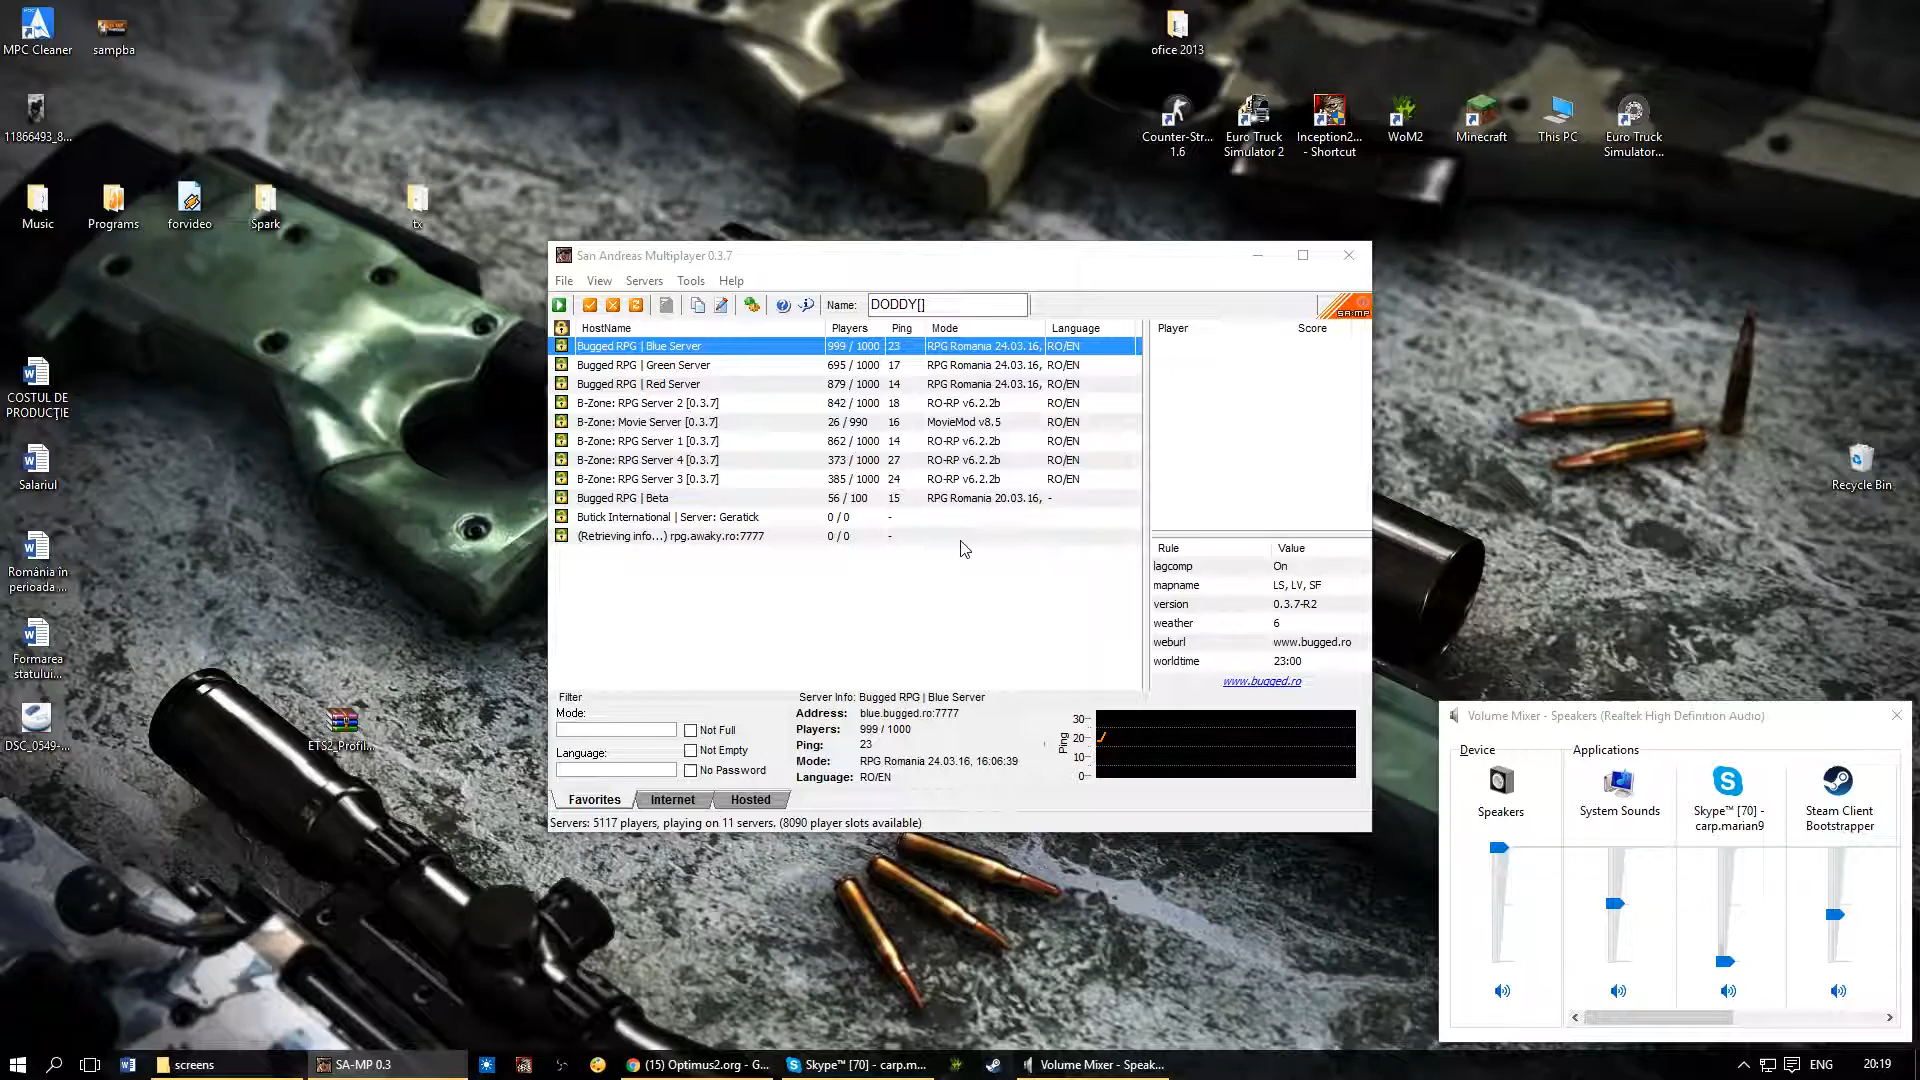 MPC Cleaner
sampba
ofice 2013
11866493_8...
Counter-Str... 1.6
Euro Truck Simulator 2
Inception2... - Shortcut
WoM2
Minecraft
This PC
Euro Truck Simulator...
Music
Programs
forvideo
Spark
tx
COSTUL DE PRODUCȚIE
Salariul
România în perioada ...
Formarea statului...
DSC_0549-...
ETS2_Profil...
Recycle Bin
San Andreas Multiplayer 0.3.7
File View Servers Tools Help
Name: DODDY[]
SA:MP
HostName Players Ping Mode Language
Bugged RPG | Blue Server 999 / 1000 23 RPG Romania 24.03.16, RO/EN
Bugged RPG | Green Server 695 / 1000 17 RPG Romania 24.03.16, RO/EN
Bugged RPG | Red Server 879 / 1000 14 RPG Romania 24.03.16, RO/EN
B-Zone: RPG Server 2 [0.3.7] 842 / 1000 18 RO-RP v6.2.2b RO/EN
B-Zone: Movie Server [0.3.7] 26 / 990 16 MovieMod v8.5 RO/EN
B-Zone: RPG Server 1 [0.3.7] 862 / 1000 14 RO-RP v6.2.2b RO/EN
B-Zone: RPG Server 4 [0.3.7] 373 / 1000 27 RO-RP v6.2.2b RO/EN
B-Zone: RPG Server 3 [0.3.7] 385 / 1000 24 RO-RP v6.2.2b RO/EN
Bugged RPG | Beta 56 / 100 15 RPG Romania 20.03.16, -
Butick International | Server: Geratick 0 / 0 -
(Retrieving info...) rpg.awaky.ro:7777 0 / 0 -
Player Score
Rule Value
lagcomp On
mapname LS, LV, SF
version 0.3.7-R2
weather 6
weburl www.bugged.ro
worldtime 23:00
www.bugged.ro
Filter
Mode:
Language:
Not Full
Not Empty
No Password
Server Info: Bugged RPG | Blue Server
Address: blue.bugged.ro:7777
Players: 999 / 1000
Ping: 23
Mode: RPG Romania 24.03.16, 16:06:39
Language: RO/EN
Ping
30
20
10
0
Favorites Internet Hosted
Servers: 5117 players, playing on 11 servers. (8090 player slots available)
Volume Mixer - Speakers (Realtek High Definition Audio)
Device Applications
Speakers
System Sounds
Skype™ [70] - carp.marian9
Steam Client Bootstrapper
screens
SA-MP 0.3
(15) Optimus2.org - G...
Skype™ [70] - carp.m...
Volume Mixer - Speak...
ENG
20:19